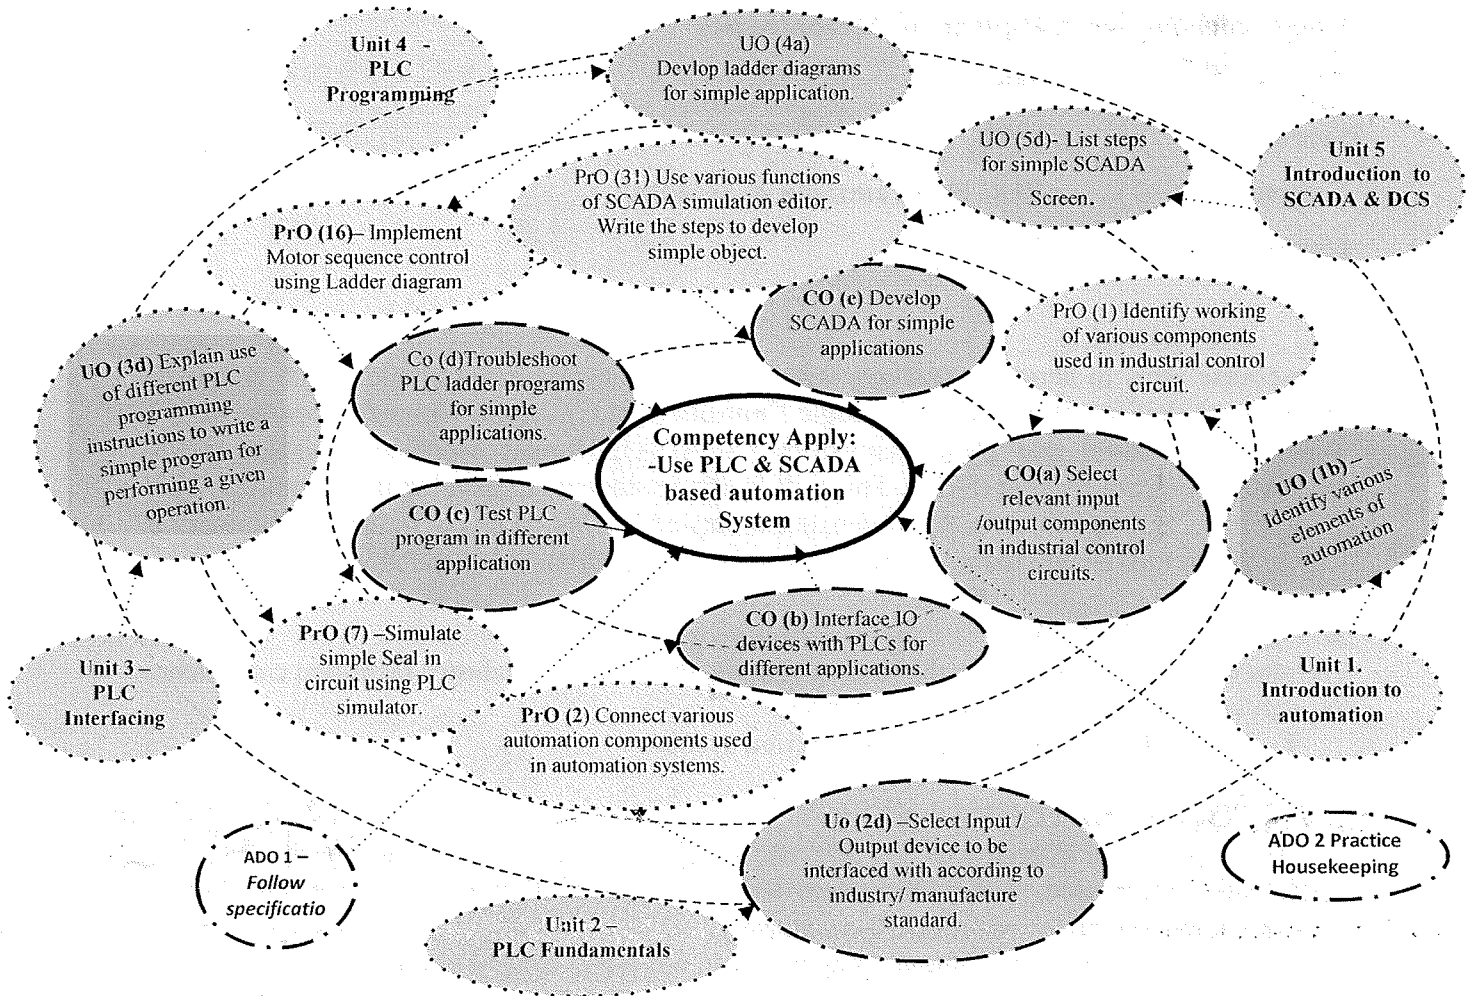 Unit 4 -
PLC
Programming
UO (4a)
Devlop ladder diagrams
for simple application.
UO (5d)- List steps
for simple SCADA
Screen.
Unit 5
Introduction to
SCADA & DCS
PrO (31) Use various functions
of SCADA simulation editor.
Write the steps to develop
simple object.
PrO (16)– Implement
Motor sequence control
using Ladder diagram
CO (e) Develop
SCADA for simple
applications
PrO (1) Identify working
of various components
used in industrial control
circuit.
UO (3d) Explain use
of different PLC
programming
instructions to write a
simple program for
performing a given
operation.
Co (d)Troubleshoot
PLC ladder programs
for simple
applications.
Competency Apply:
-Use PLC & SCADA
based automation
System
CO(a) Select
relevant input
/output components
in industrial control
circuits.
UO (1b) –
Identify various
elements of
automation
CO (c) Test PLC
program in different
application
CO (b) Interface IO
devices with PLCs for
different applications.
Unit 3 –
PLC
Interfacing
PrO (7) –Simulate
simple Seal in
circuit using PLC
simulator.
Unit 1.
Introduction to
automation
PrO (2) Connect various
automation components used
in automation systems.
ADO 1 –
Follow
specificatio
Uo (2d) –Select Input /
Output device to be
interfaced with according to
industry/ manufacture
standard.
ADO 2 Practice
Housekeeping
Unit 2 –
PLC Fundamentals